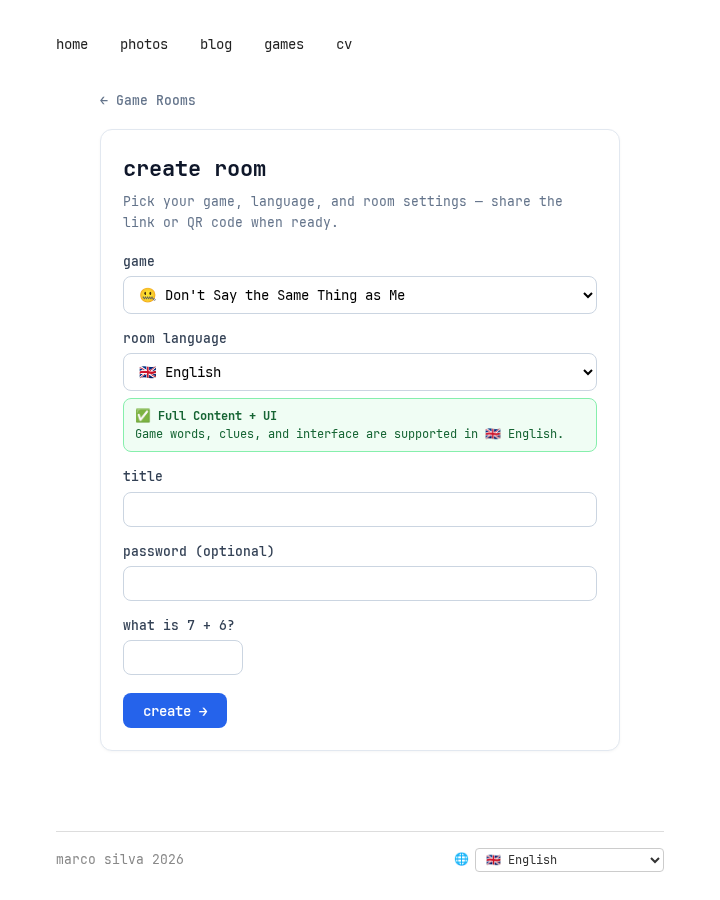 home photos blog games cv
← Game Rooms
create room
Pick your game, language, and room settings — share the
link or QR code when ready.
game
🤐 Don't Say the Same Thing as Me
room language
🇬🇧 English
✅ Full Content + UI
Game words, clues, and interface are supported in 🇬🇧 English.
title
password (optional)
what is 7 + 6?
create →
marco silva 2026
🌐 🇬🇧 English